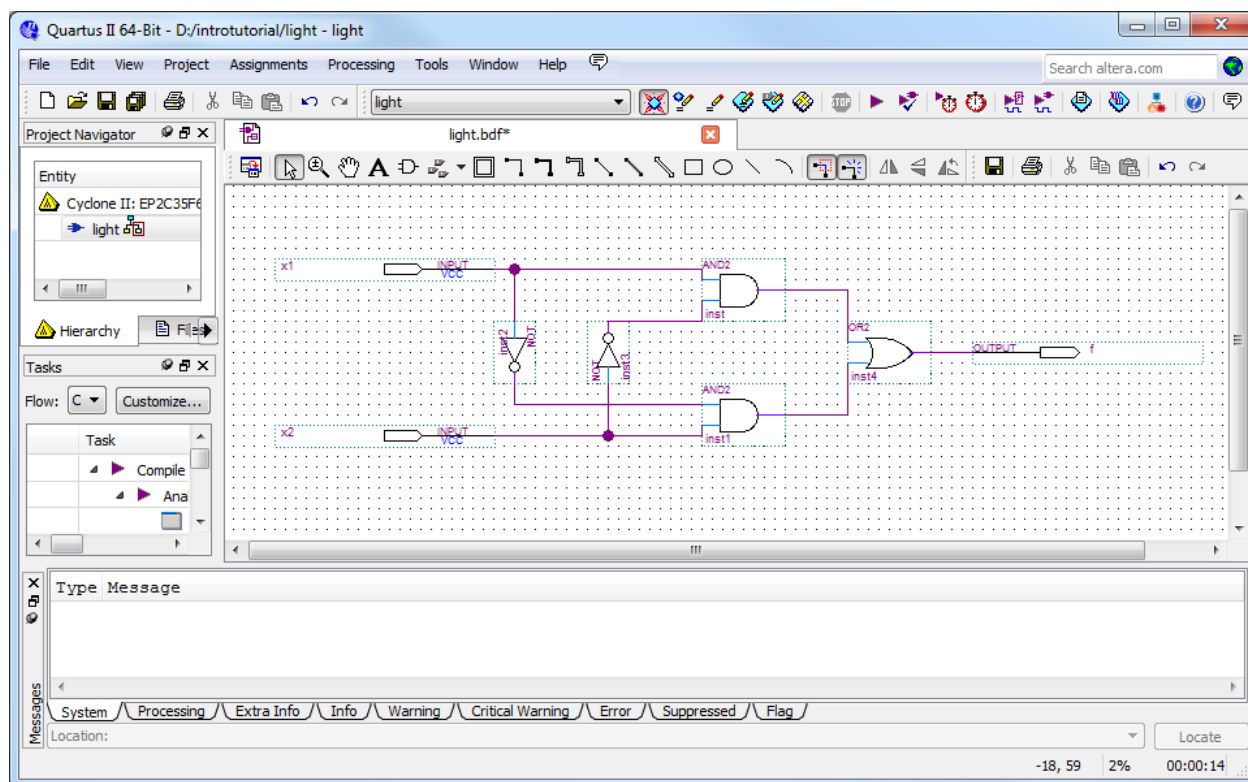 Quartus II 64-Bit - D:/introtutorial/light - light
File Edit View Project Assignments Processing Tools Window Help
Search altera.com
light
STOP
Project Navigator
light.bdf*
Entity
Cyclone II: EP2C35F6
light
Hierarchy
Files
Tasks
Flow: C Customize...
Task
Compile
Ana
x1
INPUT
VCC
AND2
inst
inst2
NOT
NOT
inst3
OR2
inst4
OUTPUT
f
AND2
inst1
x2
INPUT
VCC
Type Message
Messages
System Processing Extra Info Info Warning Critical Warning Error Suppressed Flag
Location:
Locate
-18, 59 2% 00:00:14